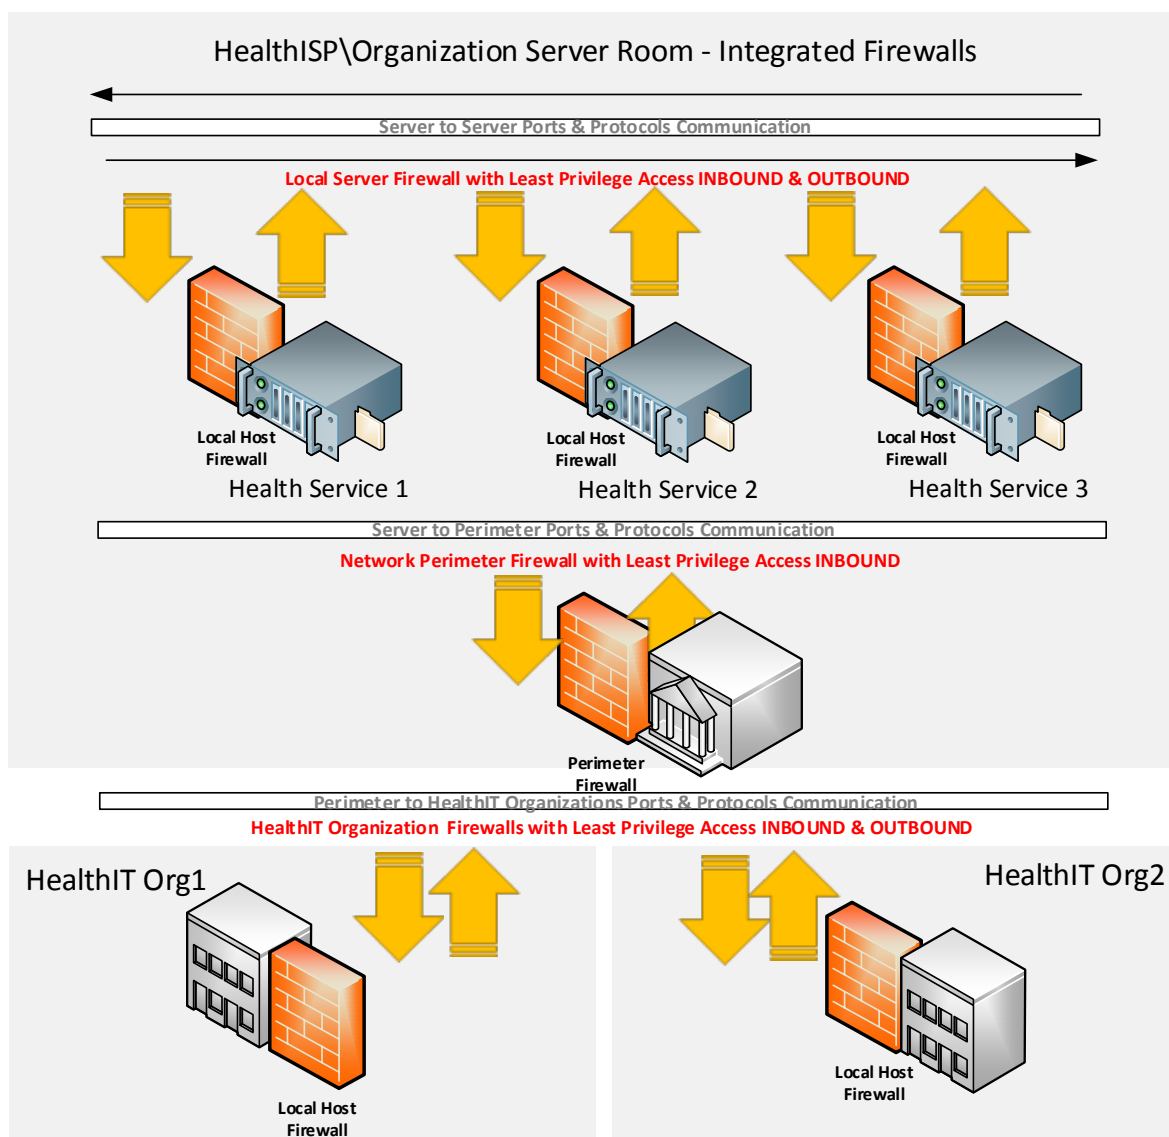 HealthISP\Organization Server Room - Integrated Firewalls
Server to Server Ports & Protocols Communication
Local Server Firewall with Least Privilege Access INBOUND & OUTBOUND
Local Host
Firewall
Health Service 1
Local Host
Firewall
Health Service 2
Local Host
Firewall
Health Service 3
Server to Perimeter Ports & Protocols Communication
Network Perimeter Firewall with Least Privilege Access INBOUND
Perimeter
Firewall
Perimeter to HealthIT Organizations Ports & Protocols Communication
HealthIT Organization Firewalls with Least Privilege Access INBOUND & OUTBOUND
HealthIT Org1
Local Host
Firewall
HealthIT Org2
Local Host
Firewall